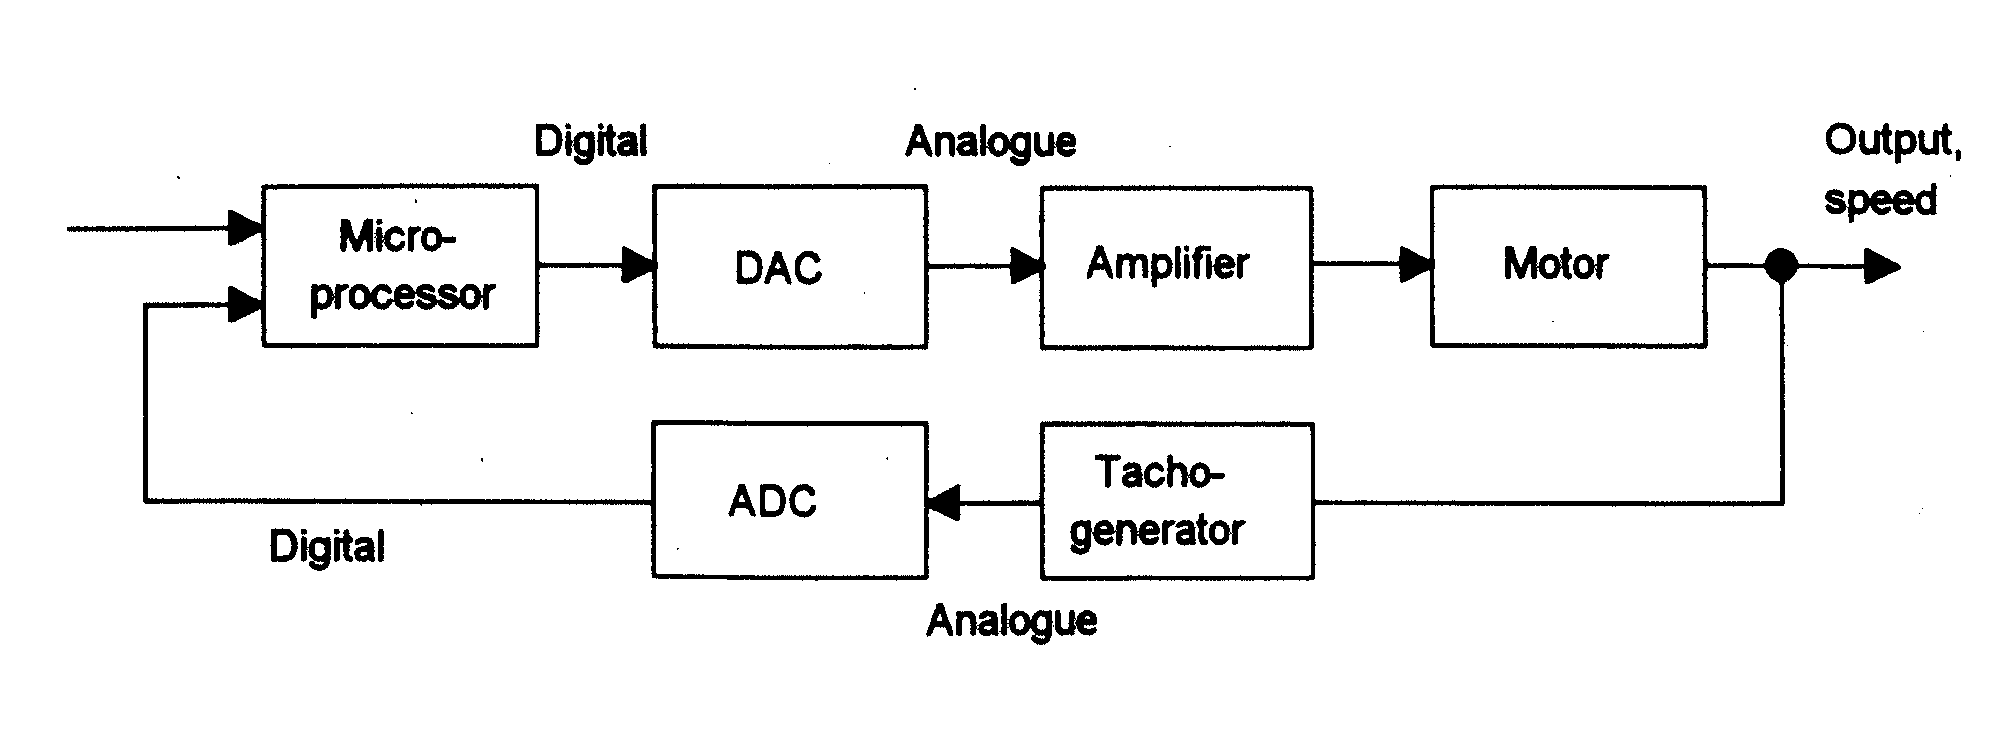 Digital
Analogue
Output,
speed
Micro-
processor
DAC
Amplifier
Motor
ADC
Tacho-
generator
Digital
Analogue